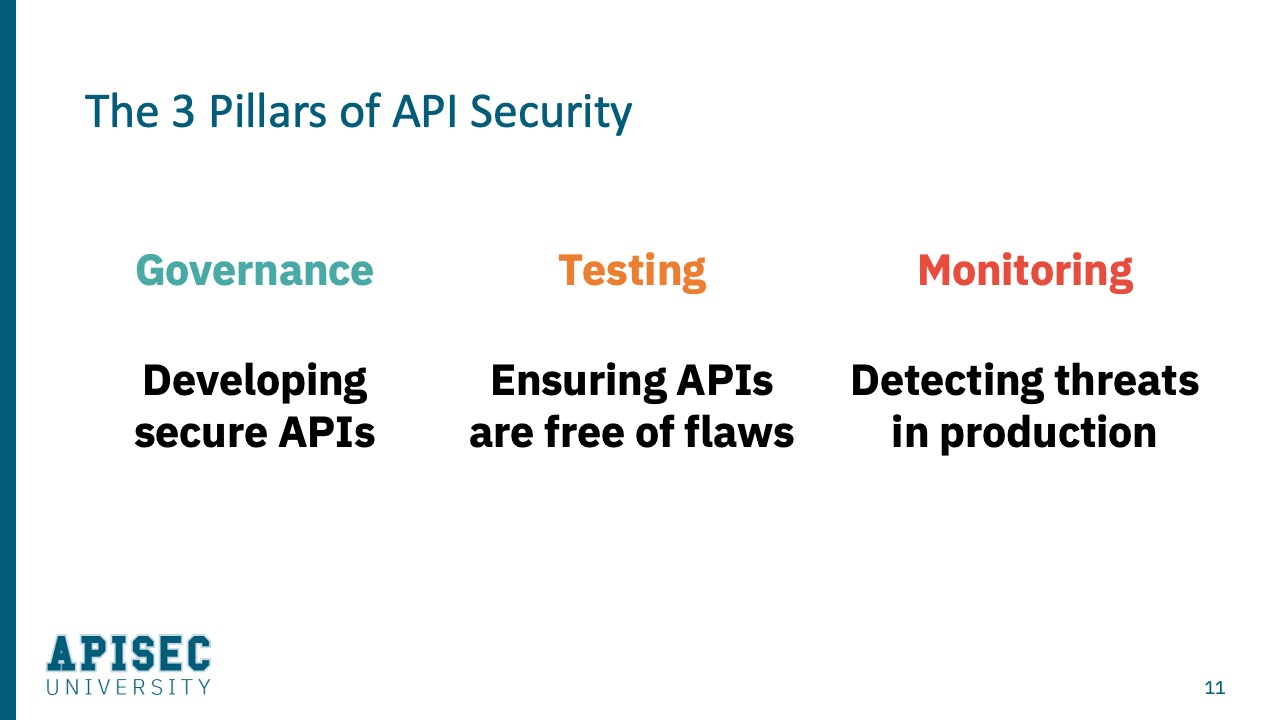 The 3 Pillars of API Security
Governance
Developing
secure APIs
Testing
Ensuring APIs
are free of flaws
Monitoring
Detecting threats
in production
APISEC
UNIVERSITY
11